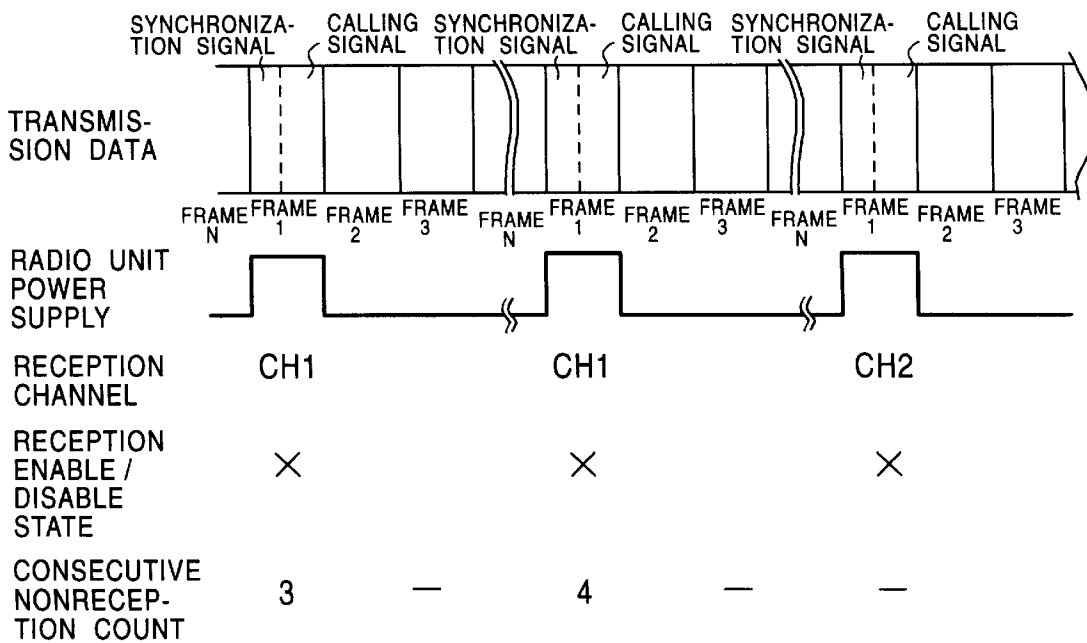 SYNCHRONIZA-
TION SIGNAL
CALLING
SIGNAL
SYNCHRONIZA-
TION SIGNAL
CALLING
SIGNAL
SYNCHRONIZA-
TION SIGNAL
CALLING
SIGNAL
TRANSMIS-
SION DATA
FRAME
N
FRAME
1
FRAME
2
FRAME
3
FRAME
N
FRAME
1
FRAME
2
FRAME
3
FRAME
N
FRAME
1
FRAME
2
FRAME
3
RADIO UNIT
POWER
SUPPLY
RECEPTION
CHANNEL
CH1 CH1 CH2
RECEPTION
ENABLE /
DISABLE
STATE
× × ×
CONSECUTIVE
NONRECEP-
TION COUNT
3 — 4 — —